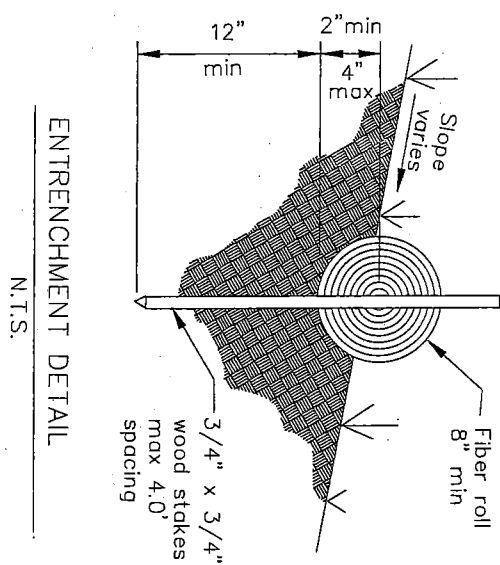 Fiber roll
8" min
Slope
varies
2" min
4"
max
12"
min
3/4" x 3/4"
wood stakes
max 4.0'
spacing
ENTRENCHMENT DETAIL
N.T.S.